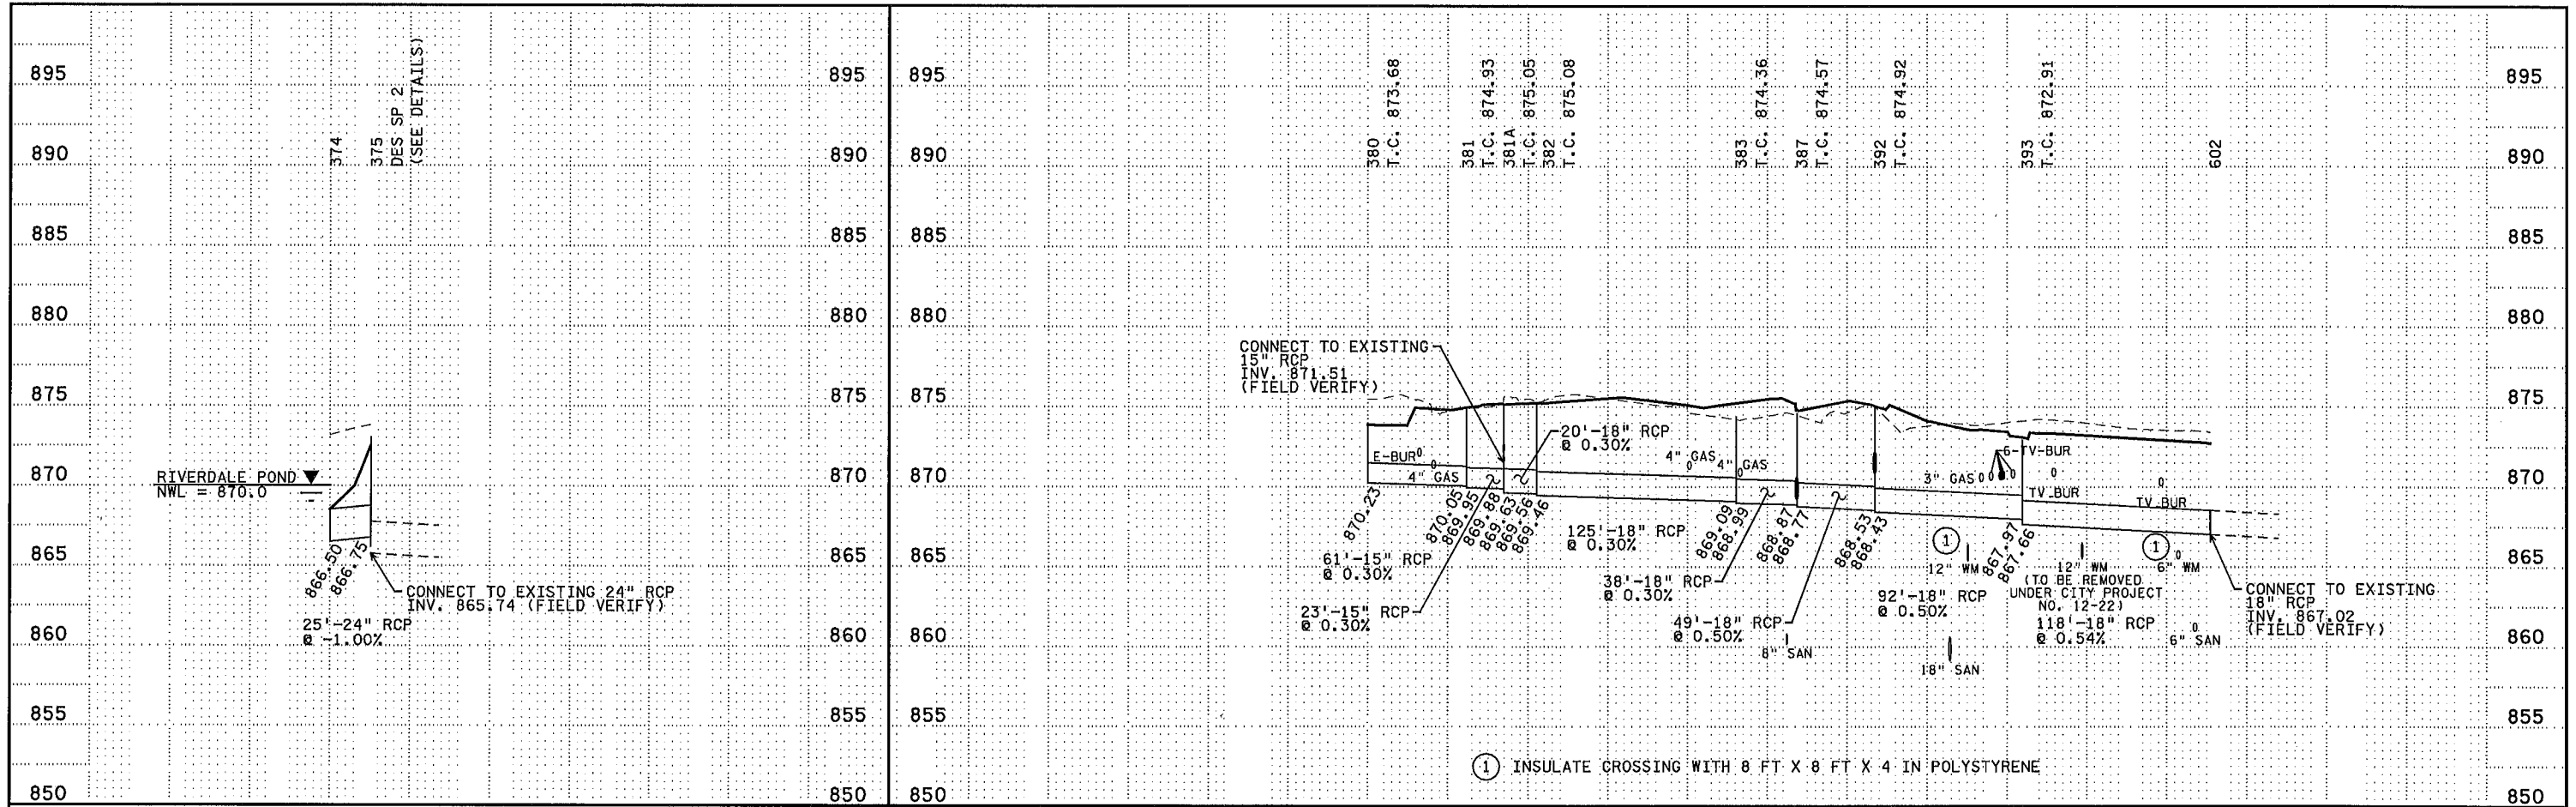 895
890
885
880
875
870
865
860
855
850
374
375
DES SP 2
(SEE DETAILS)
RIVERDALE POND
NWL = 870.0
866.50
866.75
CONNECT TO EXISTING 24" RCP
INV. 865.74 (FIELD VERIFY)
25'-24" RCP
@ -1.00%
895
890
885
880
875
870
865
860
855
850
895
890
885
880
875
870
865
860
855
850
380
T.C. 873.68
381
T.C. 874.93
381A
T.C. 875.05
382
T.C. 875.08
383
T.C. 874.36
387
T.C. 874.57
392
T.C. 874.92
393
T.C. 872.91
602
CONNECT TO EXISTING
15" RCP
INV. 871.51
(FIELD VERIFY)
20'-18" RCP
@ 0.30%
E-BUR
4" GAS
4" GAS
4" GAS
3" GAS
6-TV-BUR
TV-BUR
TV-BUR
870.23
870.05
869.95
869.88
869.63
869.56
869.46
869.09
868.99
868.87
868.77
868.53
868.43
867.97
867.66
61'-15" RCP
@ 0.30%
23'-15" RCP
@ 0.30%
125'-18" RCP
@ 0.30%
38'-18" RCP
@ 0.30%
49'-18" RCP
@ 0.50%
8" SAN
92'-18" RCP
@ 0.50%
18" SAN
1
12" WM
12" WM
(TO BE REMOVED
UNDER CITY PROJECT
NO. 12-22)
118'-18" RCP
@ 0.54%
1
6" WM
6" SAN
CONNECT TO EXISTING
18" RCP
INV. 867.02
(FIELD VERIFY)
1 INSULATE CROSSING WITH 8 FT X 8 FT X 4 IN POLYSTYRENE
895
890
885
880
875
870
865
860
855
850